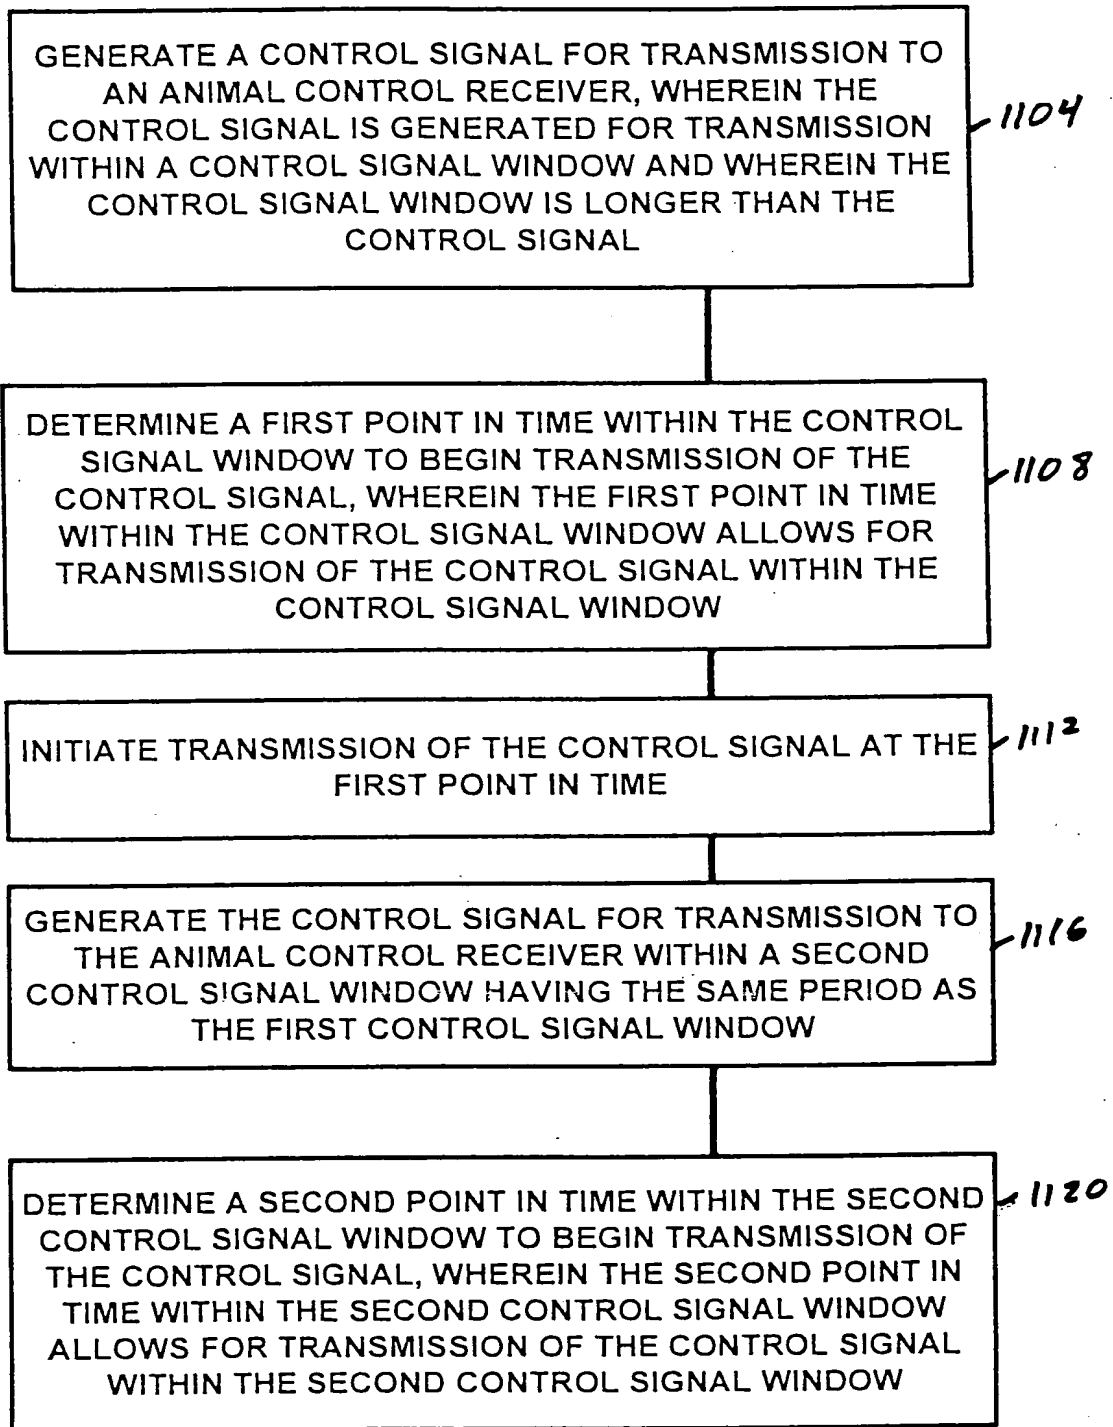 GENERATE A CONTROL SIGNAL FOR TRANSMISSION TO
AN ANIMAL CONTROL RECEIVER, WHEREIN THE
CONTROL SIGNAL IS GENERATED FOR TRANSMISSION
WITHIN A CONTROL SIGNAL WINDOW AND WHEREIN THE
CONTROL SIGNAL WINDOW IS LONGER THAN THE
CONTROL SIGNAL
1104
DETERMINE A FIRST POINT IN TIME WITHIN THE CONTROL
SIGNAL WINDOW TO BEGIN TRANSMISSION OF THE
CONTROL SIGNAL, WHEREIN THE FIRST POINT IN TIME
WITHIN THE CONTROL SIGNAL WINDOW ALLOWS FOR
TRANSMISSION OF THE CONTROL SIGNAL WITHIN THE
CONTROL SIGNAL WINDOW
1108
INITIATE TRANSMISSION OF THE CONTROL SIGNAL AT THE
FIRST POINT IN TIME
1112
GENERATE THE CONTROL SIGNAL FOR TRANSMISSION TO
THE ANIMAL CONTROL RECEIVER WITHIN A SECOND
CONTROL SIGNAL WINDOW HAVING THE SAME PERIOD AS
THE FIRST CONTROL SIGNAL WINDOW
1116
DETERMINE A SECOND POINT IN TIME WITHIN THE SECOND
CONTROL SIGNAL WINDOW TO BEGIN TRANSMISSION OF
THE CONTROL SIGNAL, WHEREIN THE SECOND POINT IN
TIME WITHIN THE SECOND CONTROL SIGNAL WINDOW
ALLOWS FOR TRANSMISSION OF THE CONTROL SIGNAL
WITHIN THE SECOND CONTROL SIGNAL WINDOW
1120